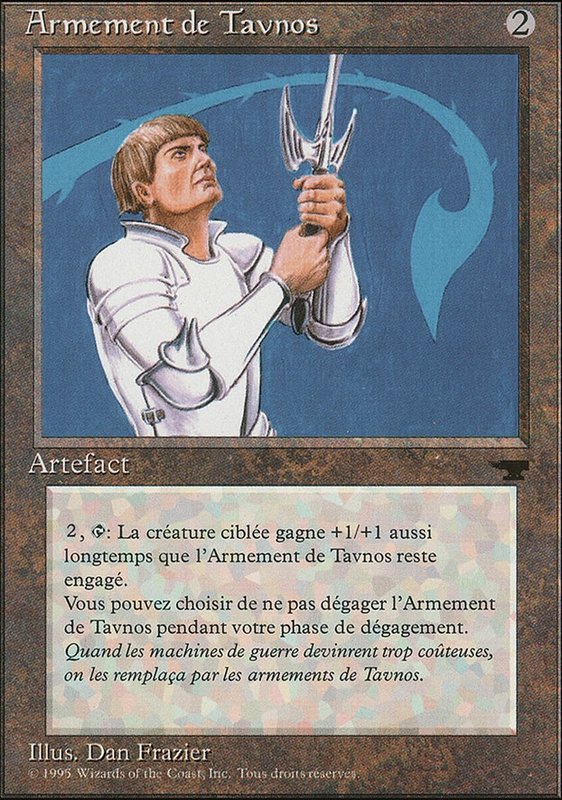 Armement de Tavnos
2
Artefact
2, : La créature ciblée gagne +1/+1 aussi
longtemps que l'Armement de Tavnos reste
engagé.
Vous pouvez choisir de ne pas dégager l'Armement
de Tavnos pendant votre phase de dégagement.
Quand les machines de guerre devinrent trop coûteuses,
on les remplaça par les armements de Tavnos.
Illus. Dan Frazier
© 1995 Wizards of the Coast, Inc. Tous droits réservés.